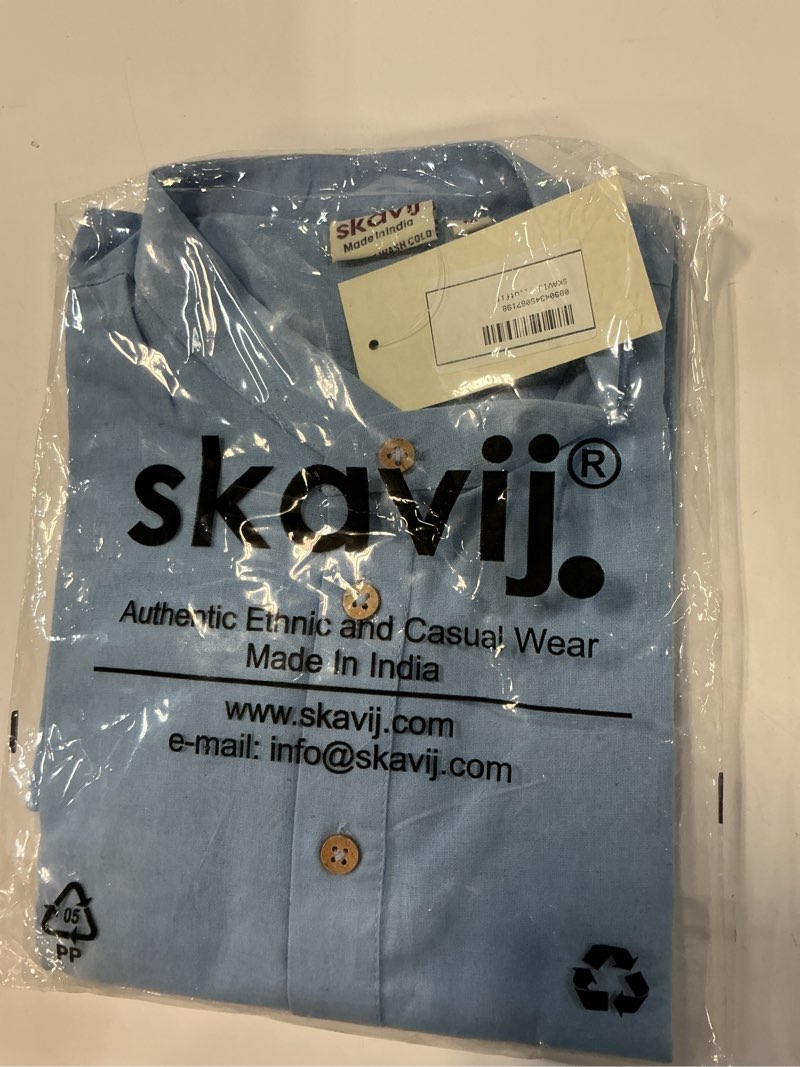 skavij
Made In India
WASH COLD
08904345067198
skavij.®
Authentic Ethnic and Casual Wear
Made In India
www.skavij.com
e-mail: info@skavij.com
05
PP